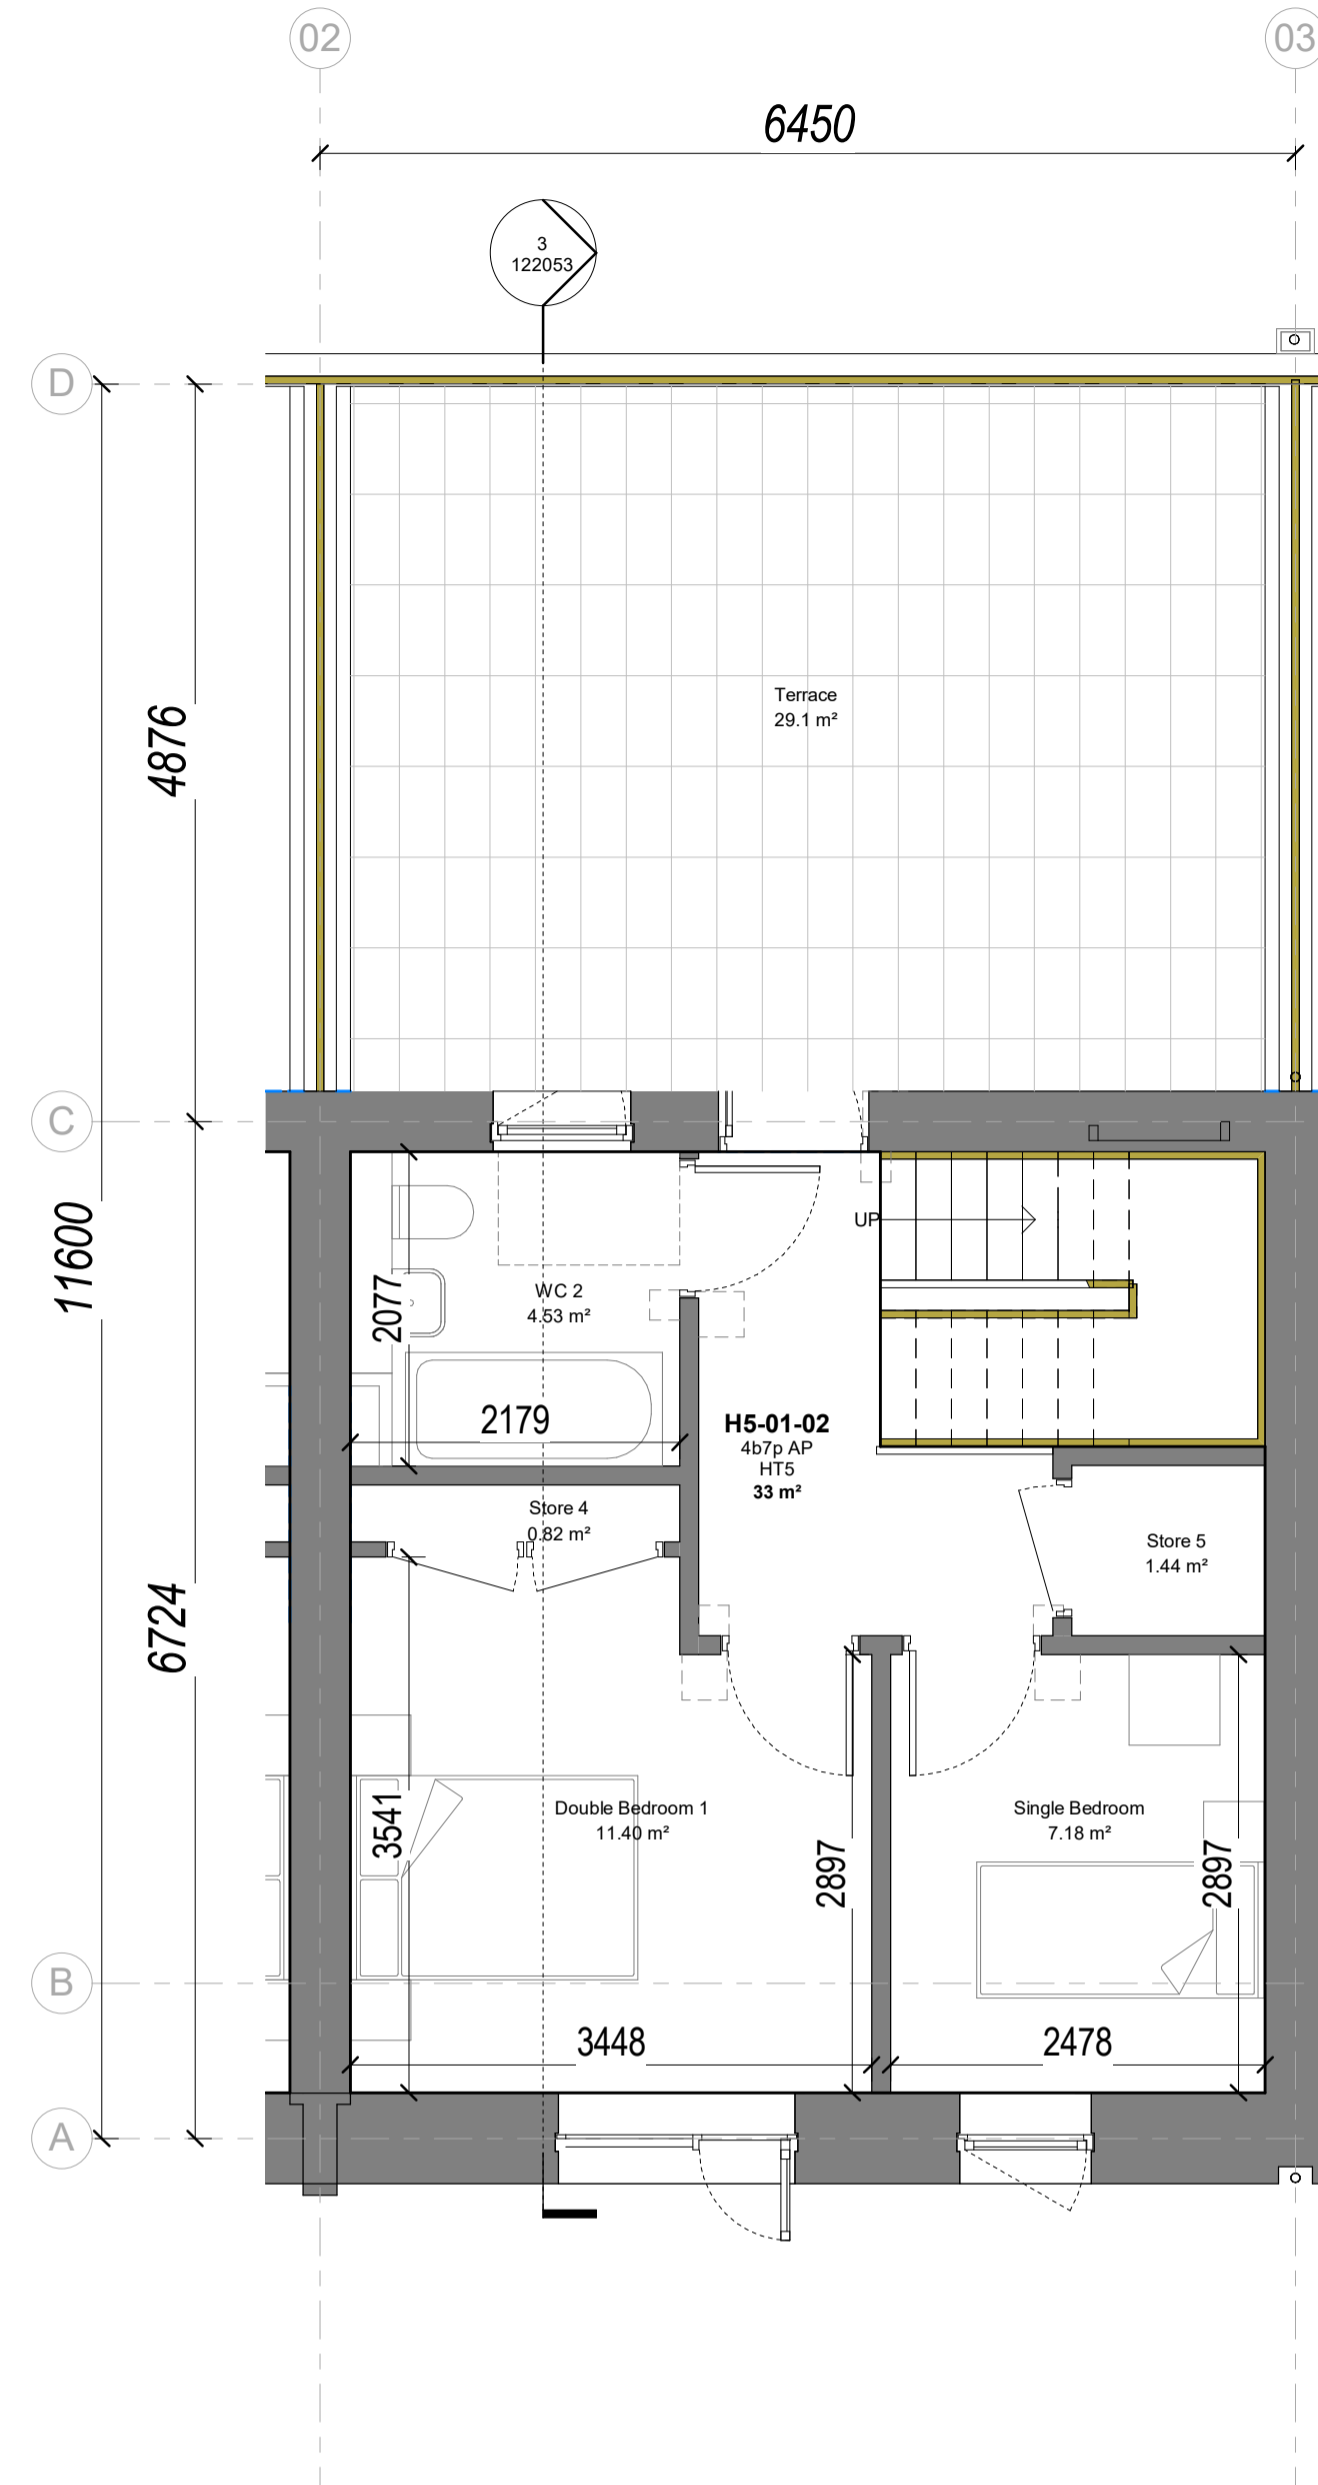 02
03
6450
3
122053
D
4876
Terrace
29.1 m²
C
11600
UP
2077
WC 2
4.53 m²
2179
H5-01-02
4b7p AP
HT5
33 m²
Store 4
0.82 m²
Store 5
1.44 m²
6724
3541
Double Bedroom 1
11.40 m²
2897
Single Bedroom
7.18 m²
2897
B
3448
2478
A